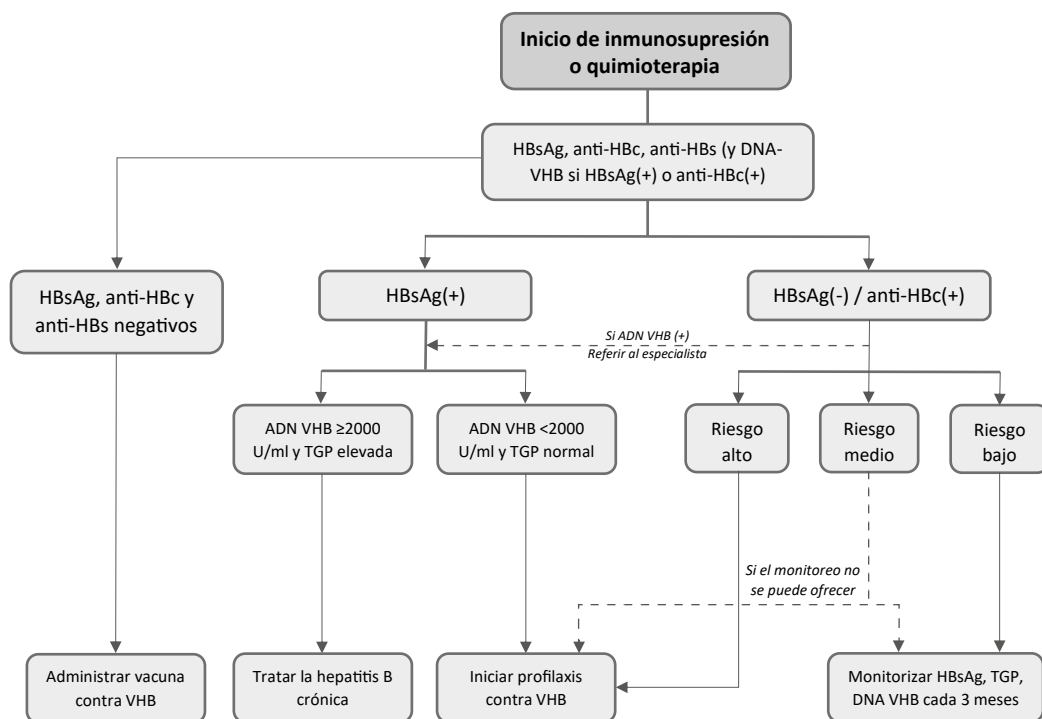 Inicio de inmunosupresión
o quimioterapia
HBsAg, anti-HBc, anti-HBs (y DNA-
VHB si HBsAg(+) o anti-HBc(+)
HBsAg, anti-HBc y
anti-HBs negativos
HBsAg(+)
HBsAg(-) / anti-HBc(+)
Si ADN VHB (+)
Referir al especialista
ADN VHB ≥2000
U/ml y TGP elevada
ADN VHB <2000
U/ml y TGP normal
Riesgo
alto
Riesgo
medio
Riesgo
bajo
Si el monitoreo no
se puede ofrecer
Administrar vacuna
contra VHB
Tratar la hepatitis B
crónica
Iniciar profilaxis
contra VHB
Monitorizar HBsAg, TGP,
DNA VHB cada 3 meses